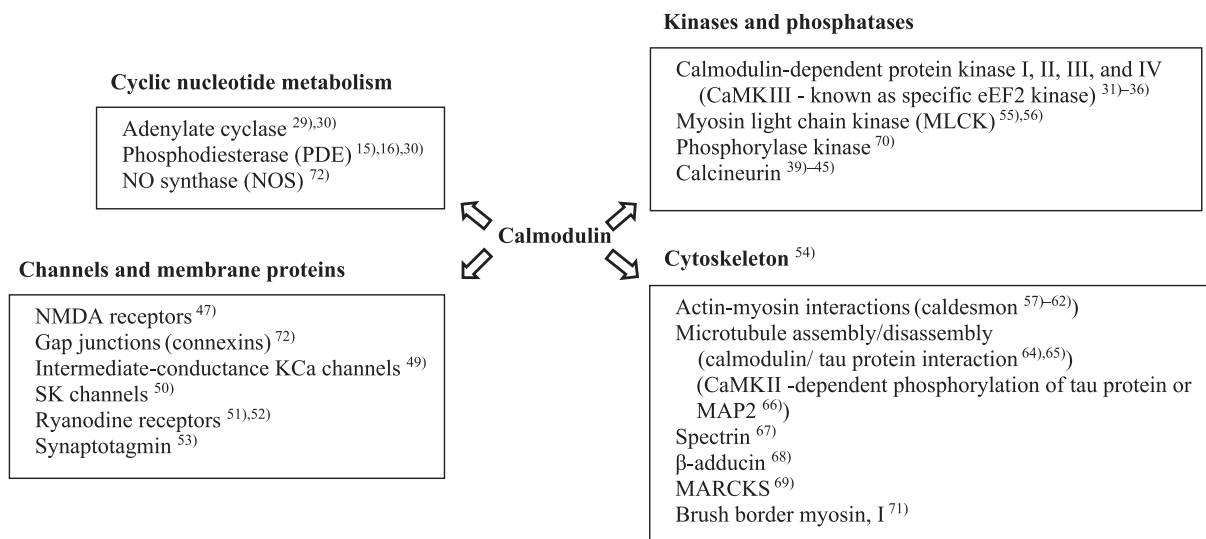 Kinases and phosphatases
Calmodulin-dependent protein kinase I, II, III, and IV
(CaMKIII - known as specific eEF2 kinase) 31)–36)
Myosin light chain kinase (MLCK) 55),56)
Phosphorylase kinase 70)
Calcineurin 39)–45)
Cyclic nucleotide metabolism
Adenylate cyclase 29),30)
Phosphodiesterase (PDE) 15),16),30)
NO synthase (NOS) 72)
Calmodulin
Channels and membrane proteins
NMDA receptors 47)
Gap junctions (connexins) 72)
Intermediate-conductance KCa channels 49)
SK channels 50)
Ryanodine receptors 51),52)
Synaptotagmin 53)
Cytoskeleton 54)
Actin-myosin interactions (caldesmon 57)–62))
Microtubule assembly/disassembly
(calmodulin/ tau protein interaction 64),65))
(CaMKII -dependent phosphorylation of tau protein or
MAP2 66))
Spectrin 67)
β-adducin 68)
MARCKS 69)
Brush border myosin, I 71)